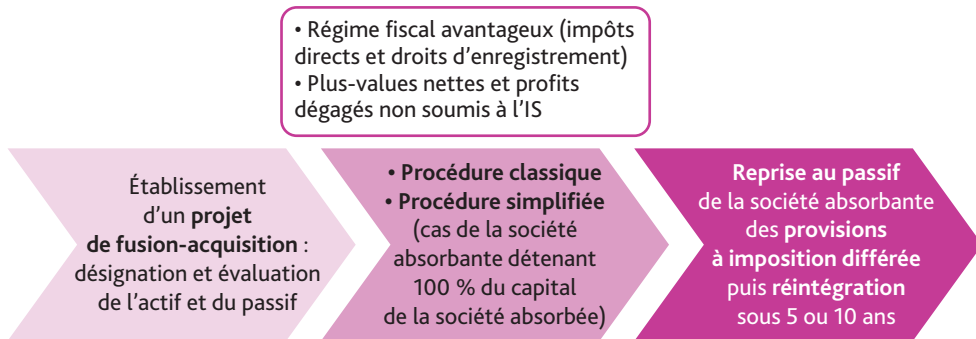 • Régime fiscal avantageux (impôts
directs et droits d'enregistrement)
• Plus-values nettes et profits
dégagés non soumis à l'IS
Établissement
d'un projet
de fusion-acquisition :
désignation et évaluation
de l'actif et du passif
• Procédure classique
• Procédure simplifiée
(cas de la société
absorbante détenant
100 % du capital
de la société absorbée)
Reprise au passif
de la société absorbante
des provisions
à imposition différée
puis réintégration
sous 5 ou 10 ans